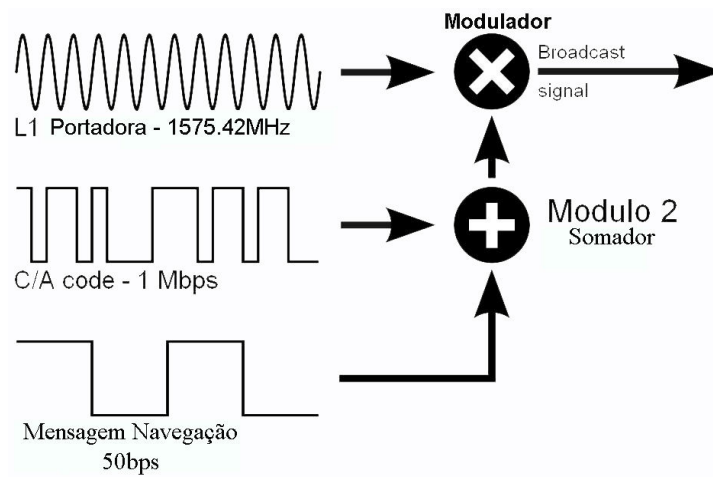 Modulador
Broadcast
signal
L1 Portadora - 1575.42MHz
Modulo 2
Somador
C/A code - 1 Mbps
Mensagem Navegação
50bps